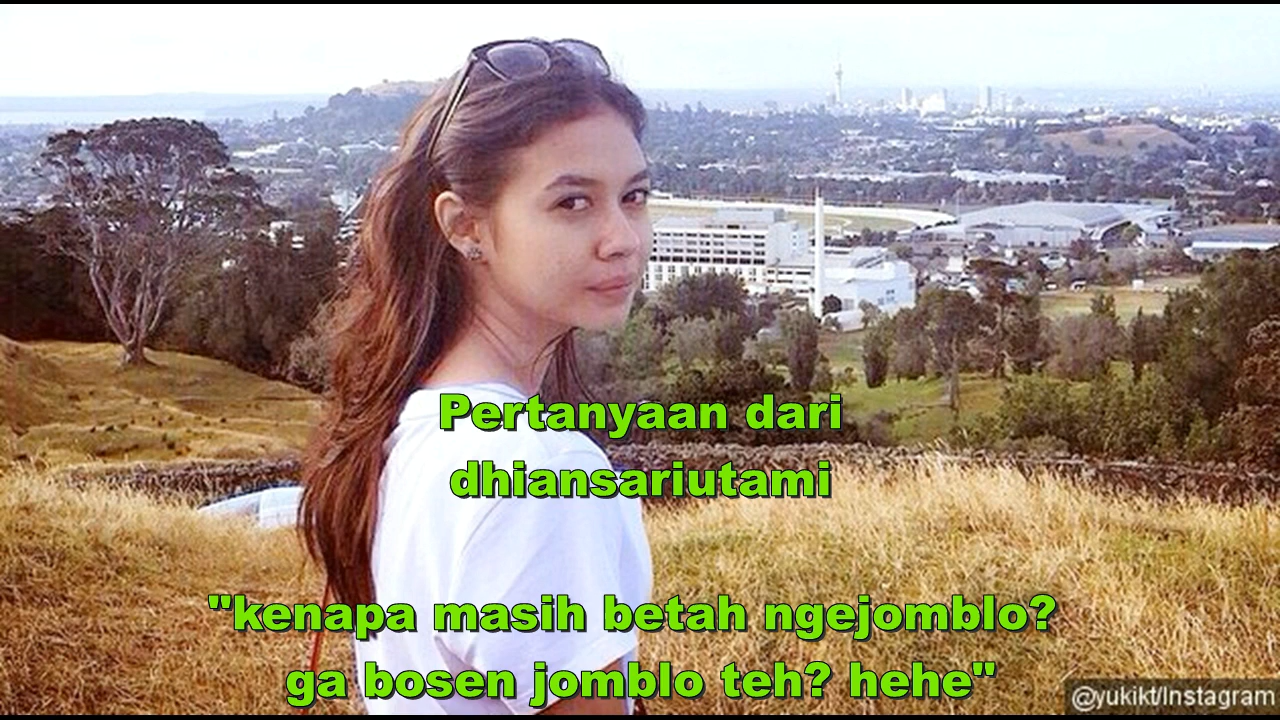 Pertanyaan dari
dhiansariutami
"kenapa masih betah ngejomblo?
ga bosen jomblo teh? hehe"
@yukikt/Instagram